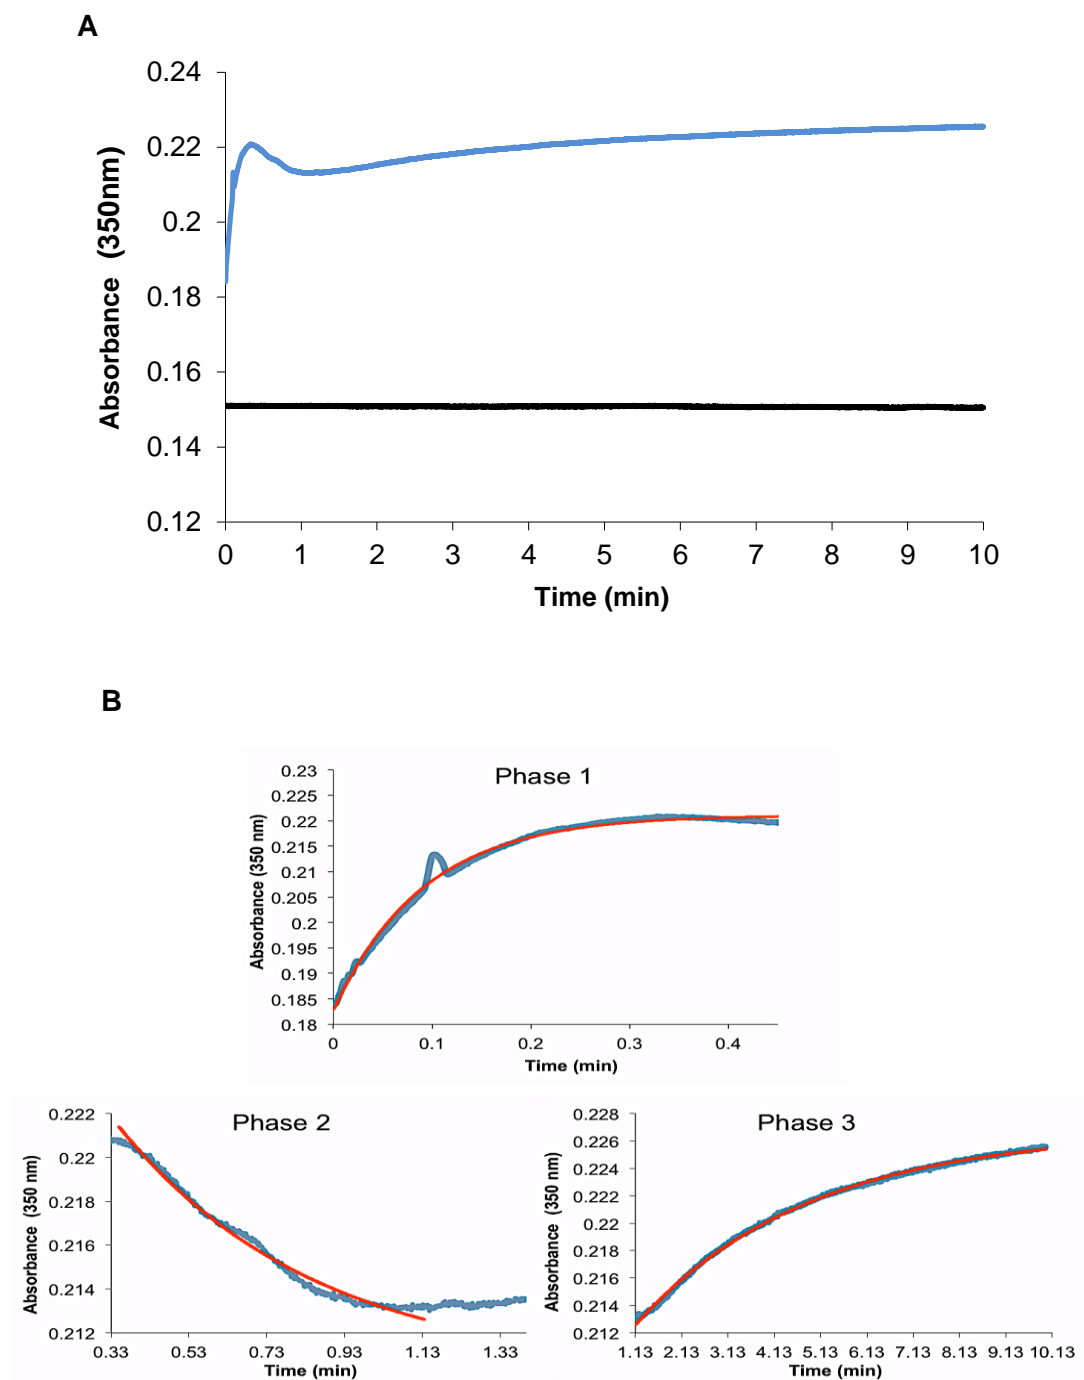 A
0.24
0.22
0.2
0.18
0.16
0.14
0.12
Absorbance (350nm)
0 1 2 3 4 5 6 7 8 9 10
Time (min)
B
Phase 1
0.23
0.225
0.22
0.215
0.21
0.205
0.2
0.195
0.19
0.185
0.18
Absorbance (350 nm)
0 0.1 0.2 0.3 0.4
Time (min)
Phase 2
0.222
0.22
0.218
0.216
0.214
0.212
Absorbance (350 nm)
0.33 0.53 0.73 0.93 1.13 1.33
Time (min)
Phase 3
0.228
0.226
0.224
0.222
0.22
0.218
0.216
0.214
0.212
Absorbance (350 nm)
1.13 2.13 3.13 4.13 5.13 6.13 7.13 8.13 9.13 10.13
Time (min)